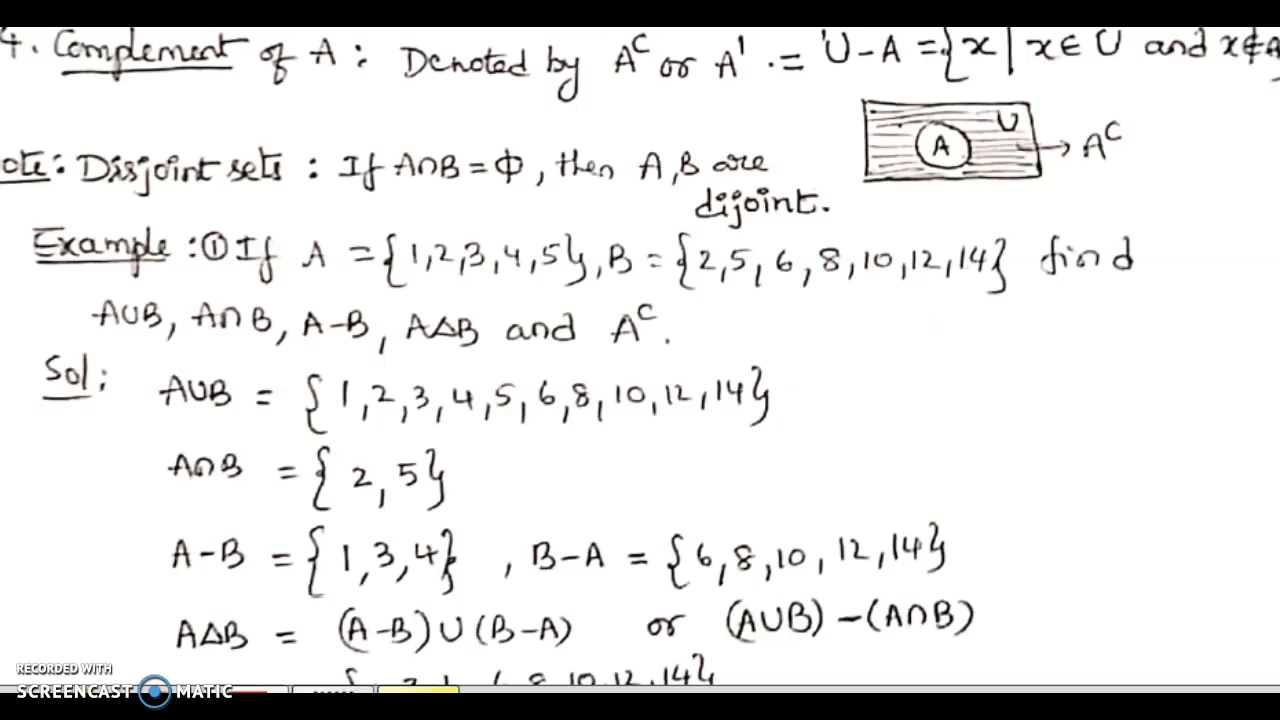 4. Complement of A : Denoted by Aᶜ or A' . = U - A = {x | x ∈ U and x ∉ A}
U
A → Aᶜ
ote: Disjoint sets : If A∩B = Φ, then A, B are
dijoint.
Example : ① If A = {1,2,3,4,5}, B = {2,5,6,8,10,12,14} find
A∪B, A∩B, A-B, A∆B and Aᶜ.
Sol: A∪B = {1,2,3,4,5,6,8,10,12,14}
A∩B = {2,5}
A-B = {1,3,4} , B-A = {6,8,10,12,14}
A∆B = (A-B)∪(B-A) or (A∪B)-(A∩B)
RECORDED WITH
SCREENCAST MATIC